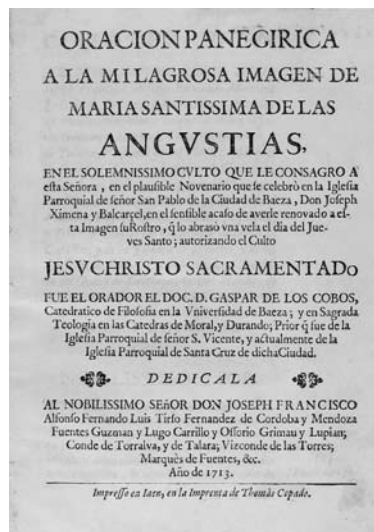 ORACION PANEGIRICA
A LA MILAGROSA IMAGEN DE
MARIA SANTISSIMA DE LAS
ANGVSTIAS,
EN EL SOLEMNISSIMO CVLTO QUE LE CONSAGRO A
esta Señora, en el plausible Novenario que se celebrò en la Iglesia
Parroquial de señor San Pablo de la Ciudad de Baeza, Don Joseph
Ximena y Balcarçel, en el sensible acaso de averle renovado a es-
ta Imagen su Rostro, q̃ lo abrasò vna vela el dia del Jue-
ves Santo; autorizando el Culto
JESVCHRISTO SACRAMENTADO
FUE EL ORADOR EL DOC. D. GASPAR DE LOS COBOS,
Catedratico de Filosofia en la Vniversidad de Baeza; y en Sagrada
Teologia en las Catedras de Moral, y Durando; Prior q̃ fue de la
Iglesia Parroquial de señor S. Vicente, y actualmente de la
Iglesia Parroquial de Santa Cruz de dicha Ciudad.
DEDICALA
AL NOBILISSIMO SEñOR DON JOSEPH FRANCISCO
Alfonso Fernando Luis Tirso Fernandez de Cordoba y Mendoza
Fuentes Guzman y Lugo Carrillo y Ossorio Grimau y Lupian;
Conde de Torralva, y de Talara; Vizconde de las Torres;
Marquès de Fuentes, &c.
Año de 1713.
Impresso en Iaen, en la Imprenta de Thomàs Copado.